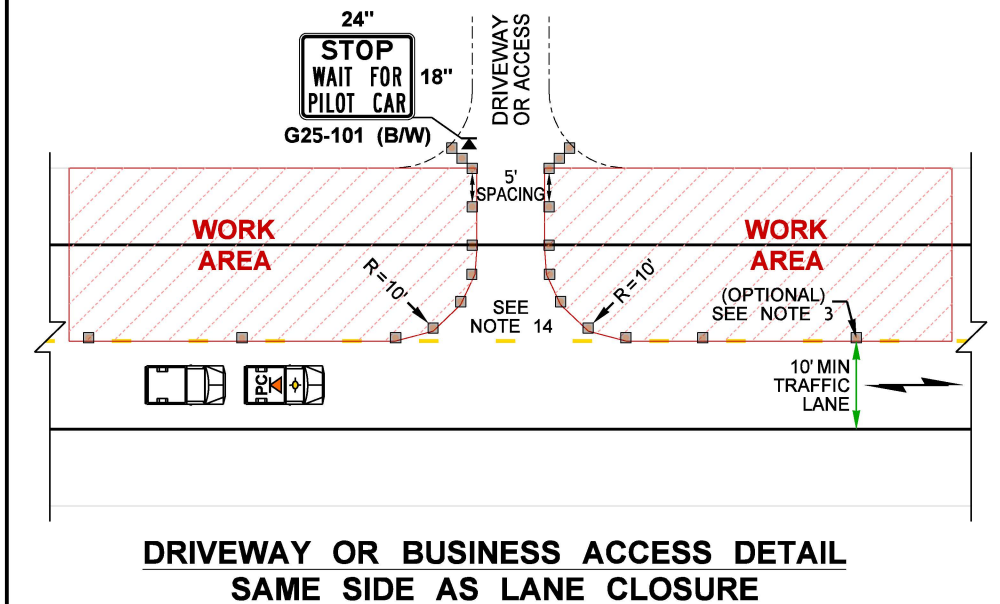 24"
STOP
WAIT FOR
PILOT CAR
18"
G25-101 (B/W)
DRIVEWAY
OR ACCESS
5'
SPACING
WORK
AREA
WORK
AREA
R=10'
R=10'
SEE
NOTE 14
(OPTIONAL)
SEE NOTE 3
10' MIN
TRAFFIC
LANE
PC
DRIVEWAY OR BUSINESS ACCESS DETAIL
SAME SIDE AS LANE CLOSURE